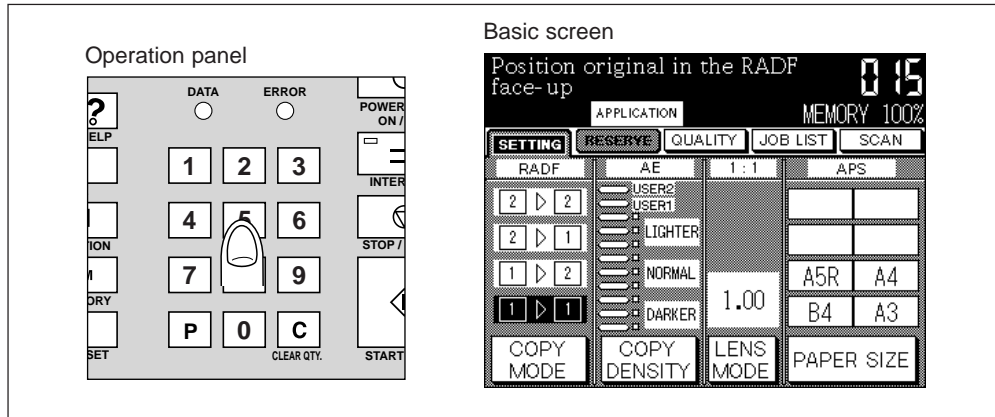 Operation panel
DATA ERROR
POWER
ON /
?
ELP
1 2 3
INTER
4 5 6
TION
STOP /
7 9
M
ORY
P 0 C
SET
CLEAR QTY.
START
Basic screen
Position original in the RADF
face-up
015
APPLICATION
MEMORY 100%
SETTING RESERVE QUALITY JOB LIST SCAN
RADF AE 1:1 APS
USER2
2 ▷ 2
USER1
2 ▷ 1
LIGHTER
1 ▷ 2
NORMAL
A5R A4
1.00
1 ▷ 1
DARKER
B4 A3
COPY
MODE
COPY
DENSITY
LENS
MODE
PAPER SIZE